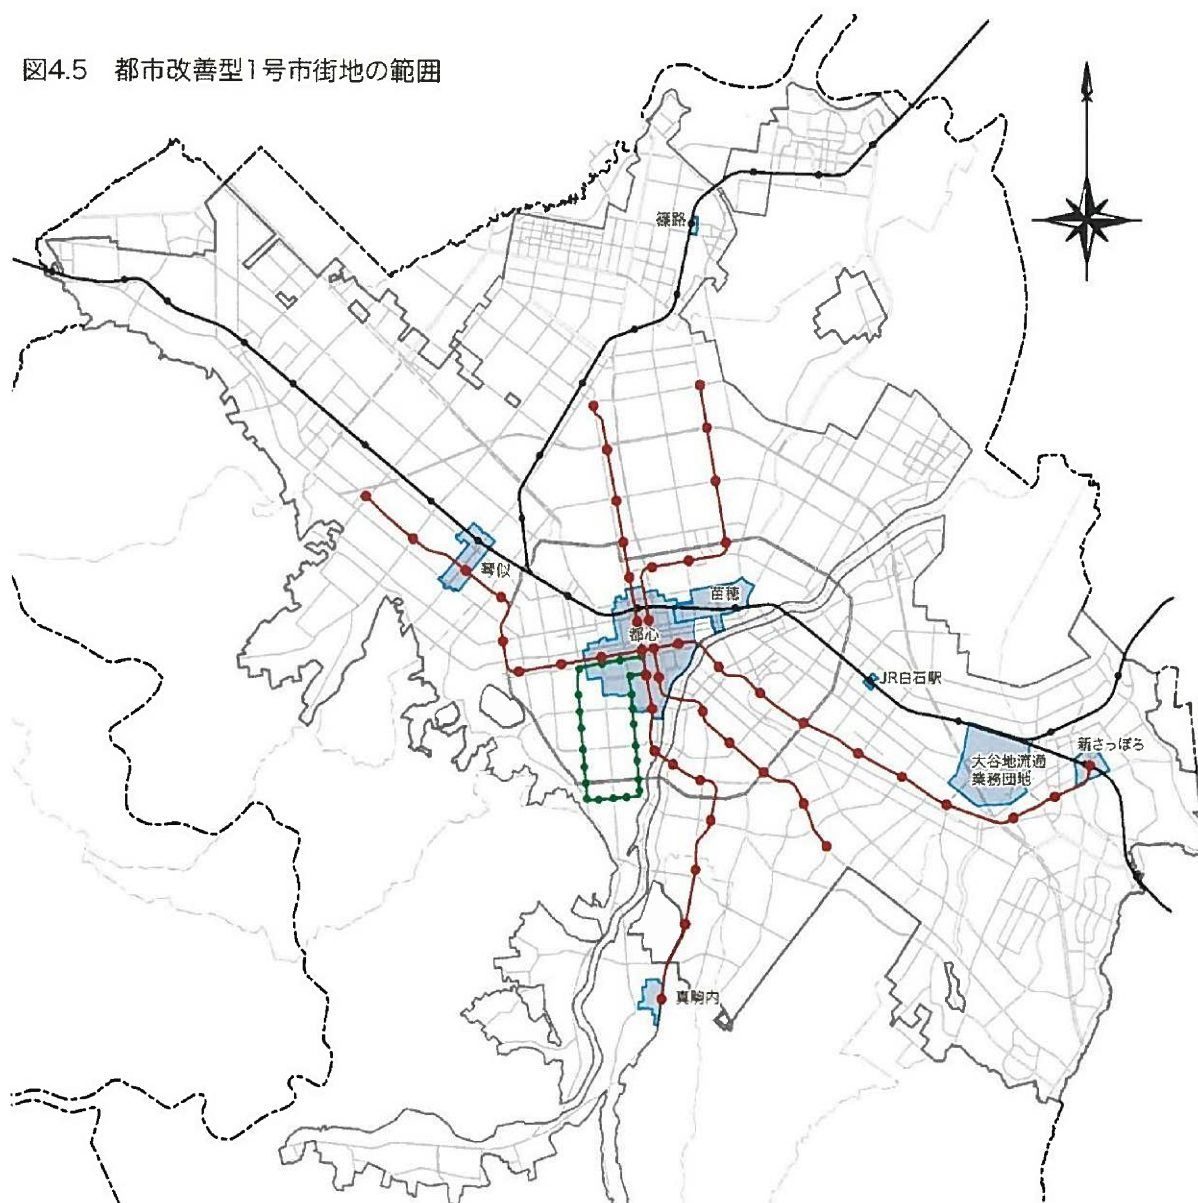 図4.5 都市改善型1号市街地の範囲
篠路
琴似
苗穂
都心
JR白石駅
大谷地流通
業務団地
新さっぽろ
真駒内